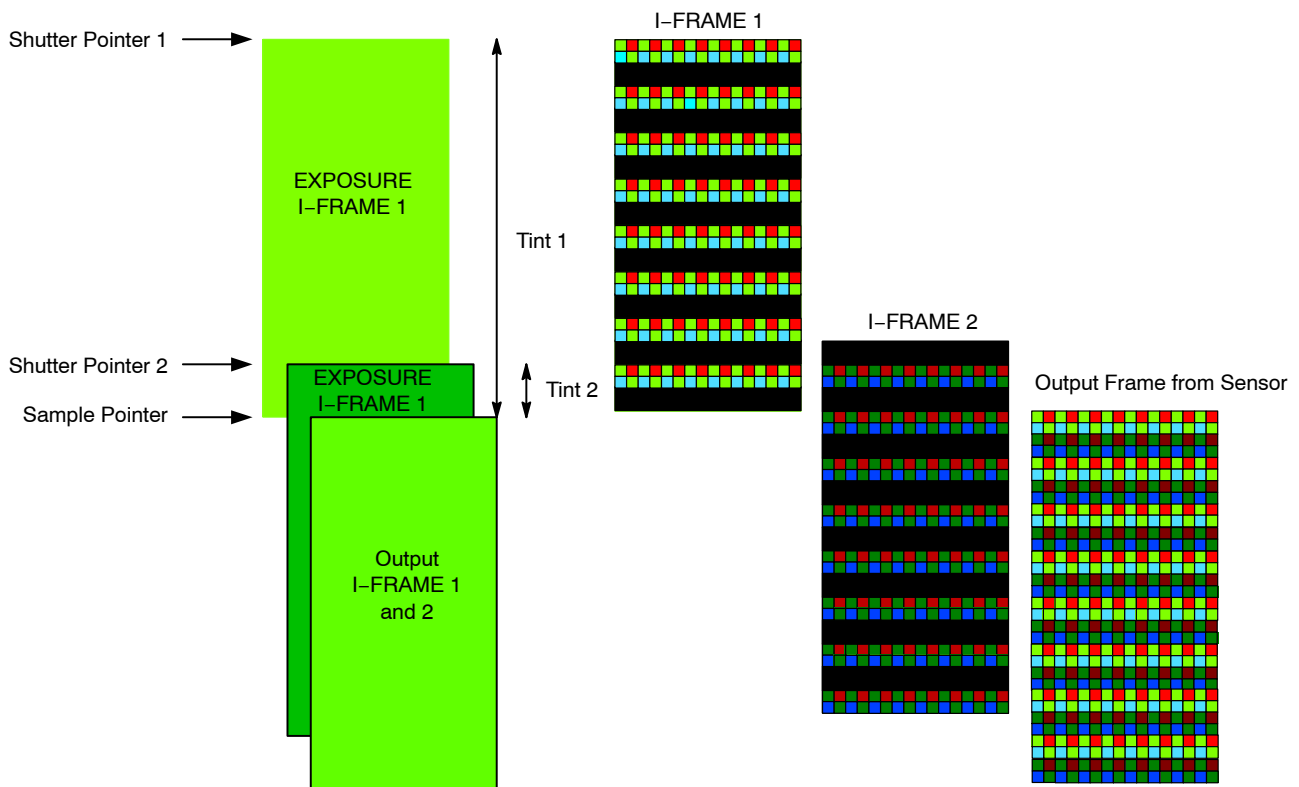 I−FRAME 1
Shutter Pointer 1
EXPOSURE
I−FRAME 1
Tint 1
I−FRAME 2
Shutter Pointer 2
EXPOSURE
I−FRAME 1
Tint 2
Output Frame from Sensor
Sample Pointer
Output
I−FRAME 1
and 2